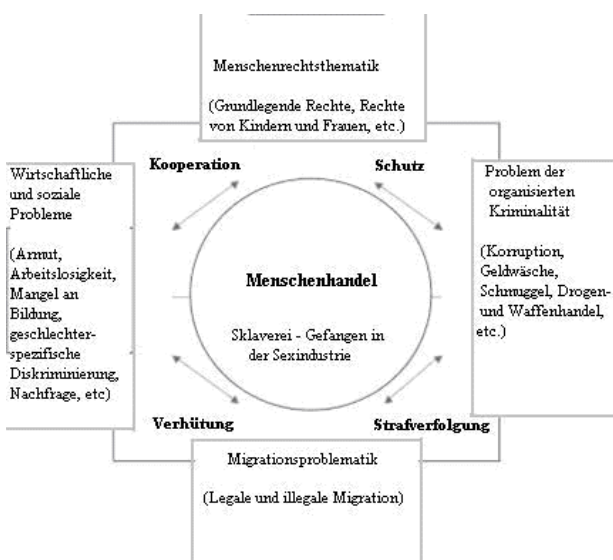 Menschenrechtsthematik
(Grundlegende Rechte, Rechte
von Kindern und Frauen, etc.)
Kooperation
Schutz
Wirtschaftliche
und soziale
Probleme
(Armut,
Arbeitslosigkeit,
Mangel an
Bildung,
geschlechter-
spezifische
Diskriminierung,
Nachfrage, etc)
Menschenhandel
Sklaverei - Gefangen in
der Sexindustrie
Problem der
organisierten
Kriminalität
(Korruption,
Geldwäsche,
Schmuggel, Drogen-
und Waffenhandel,
etc.)
Verhütung
Strafverfolgung
Migrationsproblematik
(Legale und illegale Migration)